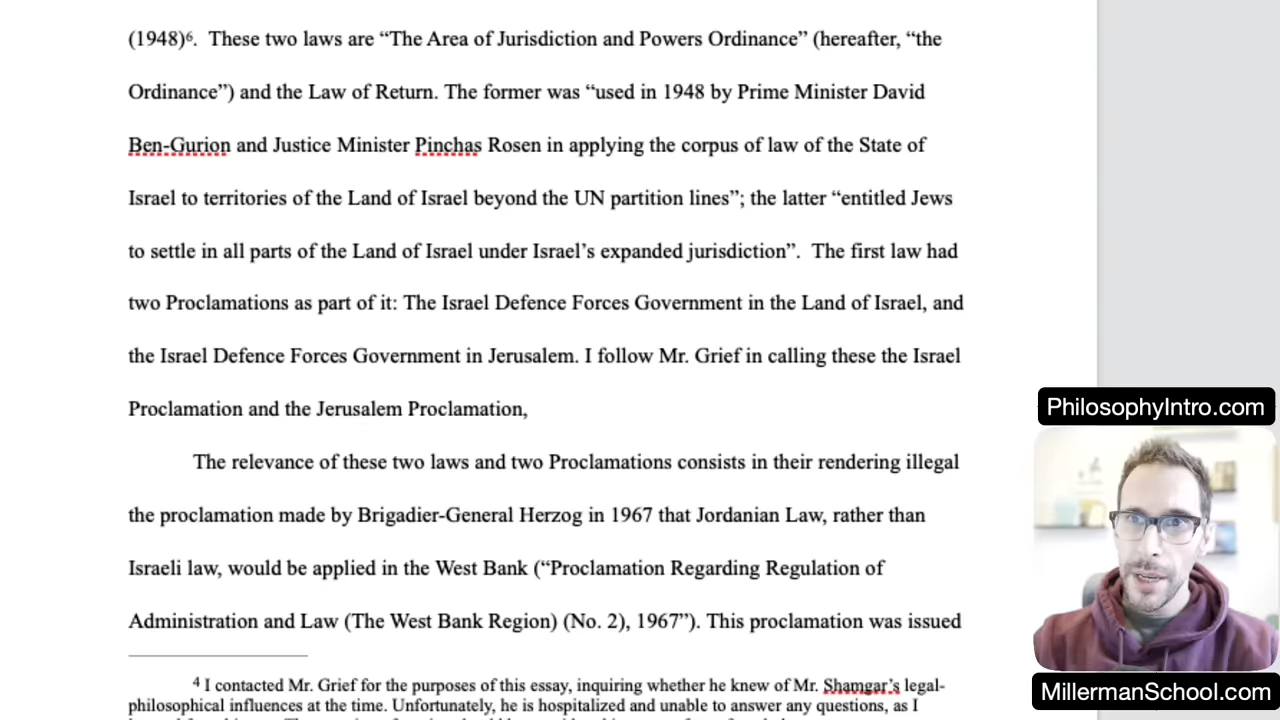 (1948)⁶.  These two laws are “The Area of Jurisdiction and Powers Ordinance” (hereafter, “the
Ordinance”) and the Law of Return. The former was “used in 1948 by Prime Minister David
Ben-Gurion and Justice Minister Pinchas Rosen in applying the corpus of law of the State of
Israel to territories of the Land of Israel beyond the UN partition lines”; the latter “entitled Jews
to settle in all parts of the Land of Israel under Israel’s expanded jurisdiction”.  The first law had
two Proclamations as part of it: The Israel Defence Forces Government in the Land of Israel, and
the Israel Defence Forces Government in Jerusalem. I follow Mr. Grief in calling these the Israel
Proclamation and the Jerusalem Proclamation,
The relevance of these two laws and two Proclamations consists in their rendering illegal
the proclamation made by Brigadier-General Herzog in 1967 that Jordanian Law, rather than
Israeli law, would be applied in the West Bank (“Proclamation Regarding Regulation of
Administration and Law (The West Bank Region) (No. 2), 1967”). This proclamation was issued
⁴ I contacted Mr. Grief for the purposes of this essay, inquiring whether he knew of Mr. Shamgar’s legal-
philosophical influences at the time. Unfortunately, he is hospitalized and unable to answer any questions, as I
PhilosophyIntro.com
MillermanSchool.com